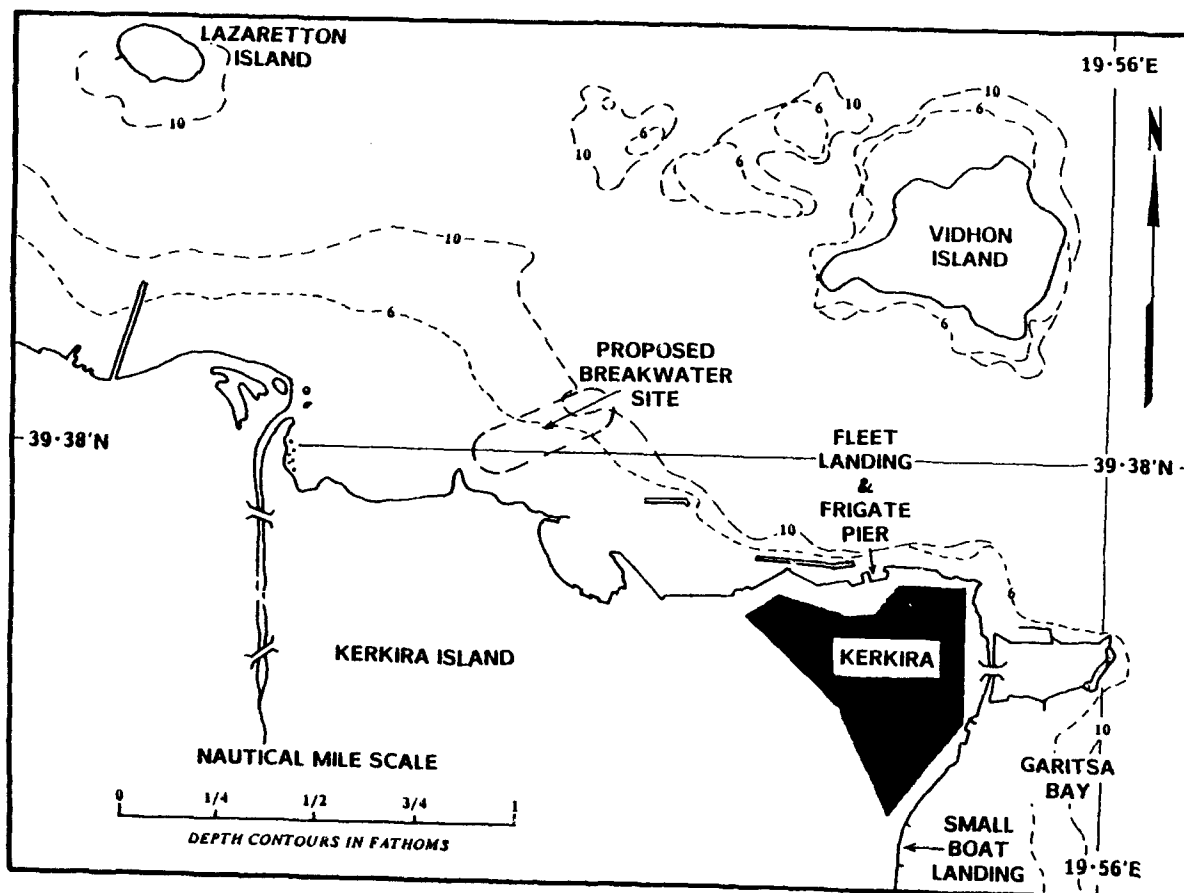 LAZARETTON
ISLAND
19·56'E
10
10
6
10
6
6
10
6
N
VIDHON
ISLAND
6
10
6
PROPOSED
BREAKWATER
SITE
39·38'N
FLEET
LANDING
&
FRIGATE
PIER
39·38'N
10
6
KERKIRA ISLAND
KERKIRA
NAUTICAL MILE SCALE
0 1/4 1/2 3/4 1
DEPTH CONTOURS IN FATHOMS
10
GARITSA
BAY
SMALL
BOAT
LANDING
19·56'E